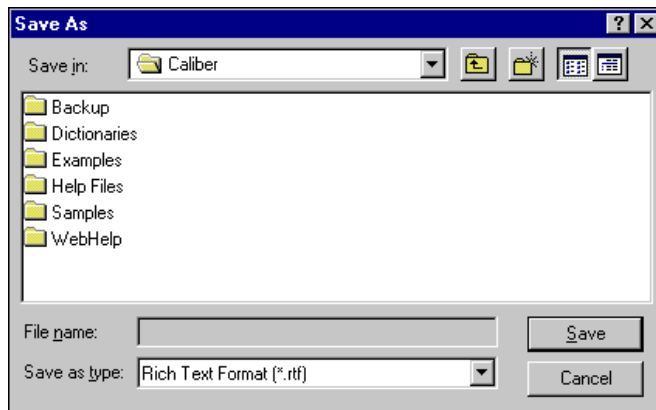 Save As
Save in: Caliber
Backup
Dictionaries
Examples
Help Files
Samples
WebHelp
File name: Save
Save as type: Rich Text Format (*.rtf) Cancel